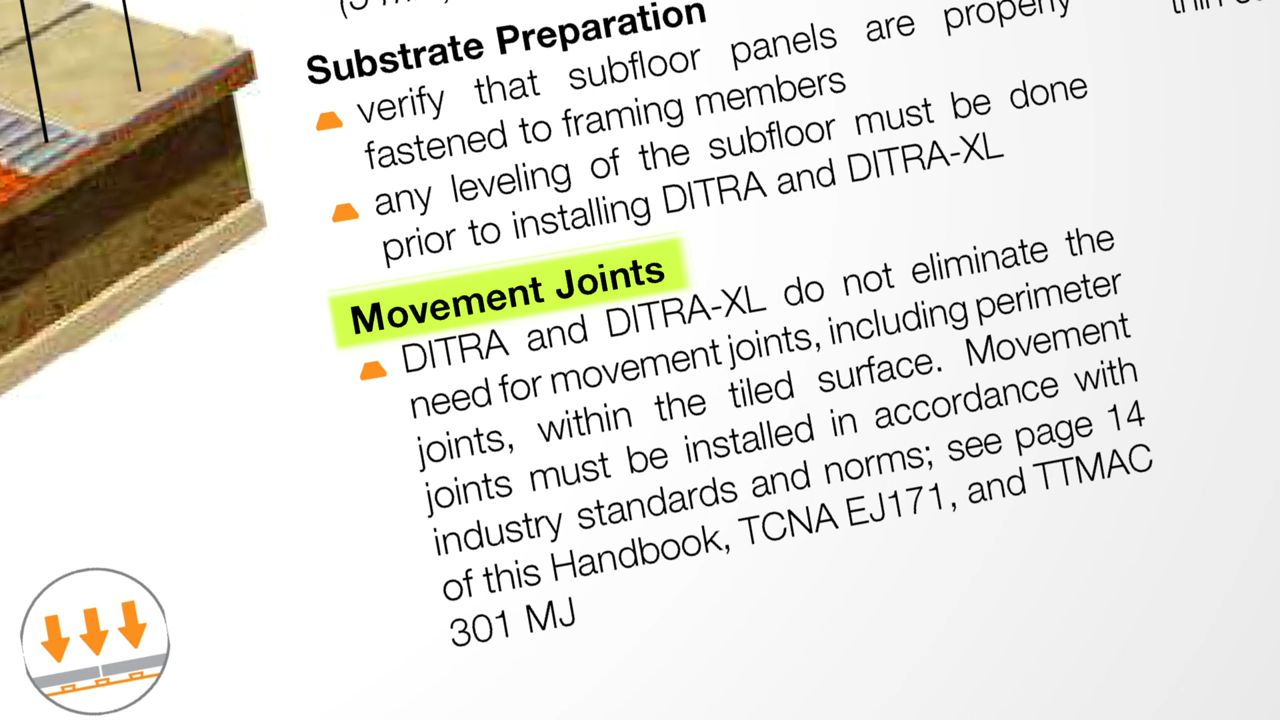 Substrate Preparation
verify that subfloor panels are properly
fastened to framing members
any leveling of the subfloor must be done
prior to installing DITRA and DITRA-XL
Movement Joints
DITRA and DITRA-XL do not eliminate the
need for movement joints, including perimeter
joints, within the tiled surface. Movement
joints must be installed in accordance with
industry standards and norms; see page 14
of this Handbook, TCNA EJ171, and TTMAC
301 MJ